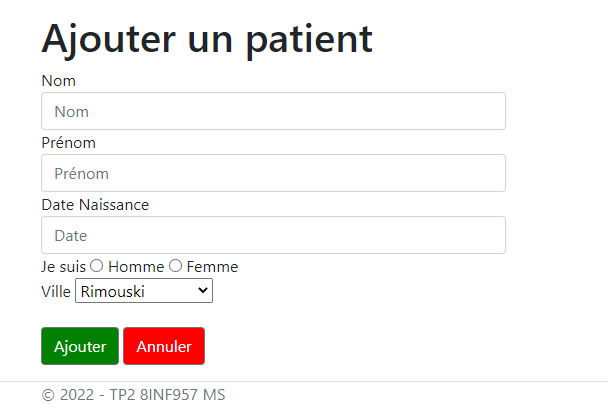 Ajouter un patient
Nom
Nom
Prénom
Prénom
Date Naissance
Date
Je suis Homme Femme
Ville Rimouski
Ajouter Annuler
© 2022 - TP2 8INF957 MS